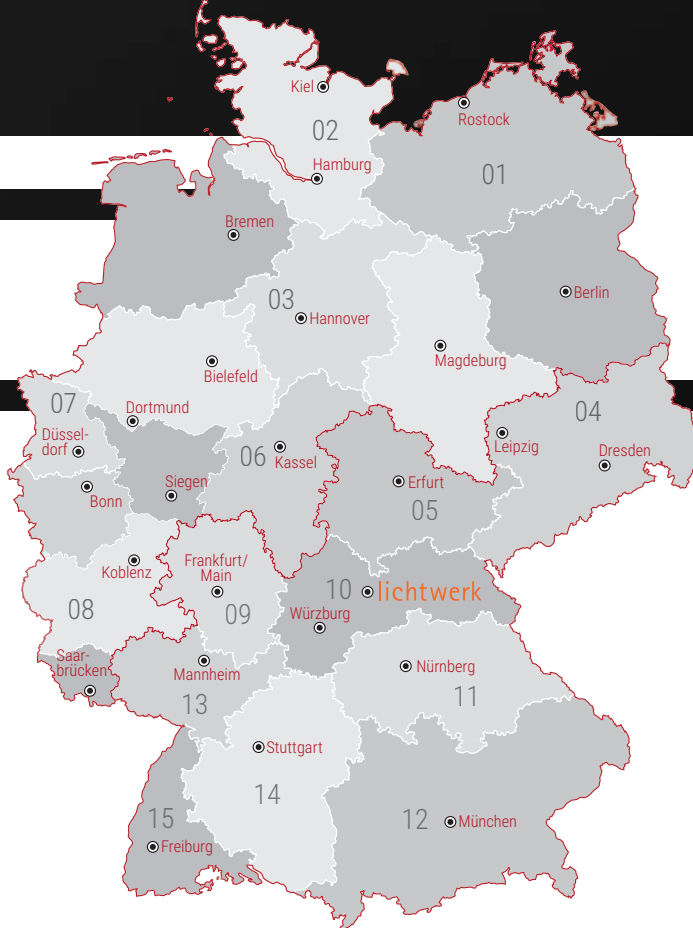 Kiel
02
Rostock
Hamburg
01
Bremen
Berlin
03
Hannover
Magdeburg
Bielefeld
07
Dortmund
04
Düssel-
dorf
Leipzig
06
Kassel
Dresden
Siegen
Erfurt
Bonn
05
Frankfurt/
Main
Koblenz
10
lichtwerk
08
09
Würzburg
Saar-
brücken
Mannheim
Nürnberg
13
11
Stuttgart
14
15
12
München
Freiburg